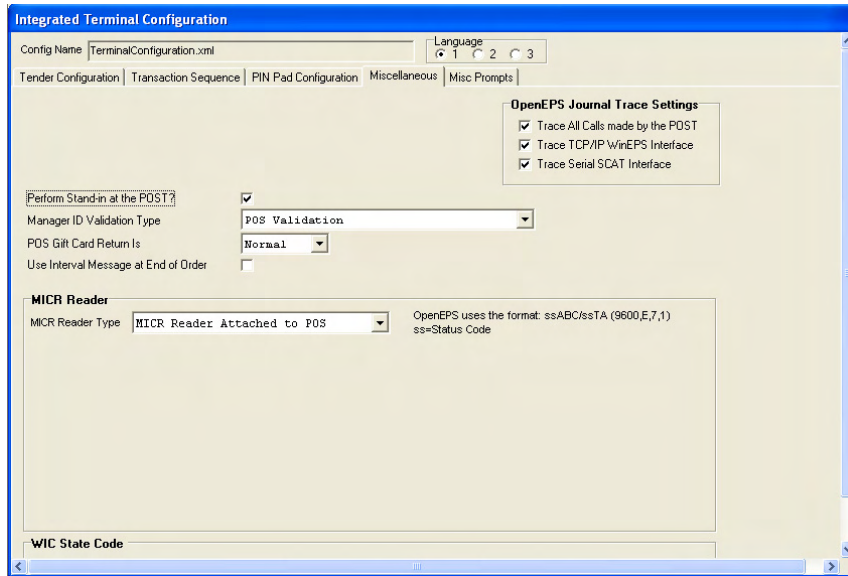 Integrated Terminal Configuration
Config Name TerminalConfiguration.xml
Language
1 2 3
Tender Configuration Transaction Sequence PIN Pad Configuration Miscellaneous Misc Prompts
OpenEPS Journal Trace Settings
Trace All Calls made by the POST
Trace TCP/IP WinEPS Interface
Trace Serial SCAT Interface
Perform Stand-in at the POST?
Manager ID Validation Type POS Validation
POS Gift Card Return Is Normal
Use Interval Message at End of Order
MICR Reader
MICR Reader Type MICR Reader Attached to POS
OpenEPS uses the format: ssABC/ssTA (9600,E,7,1)
ss=Status Code
WIC State Code